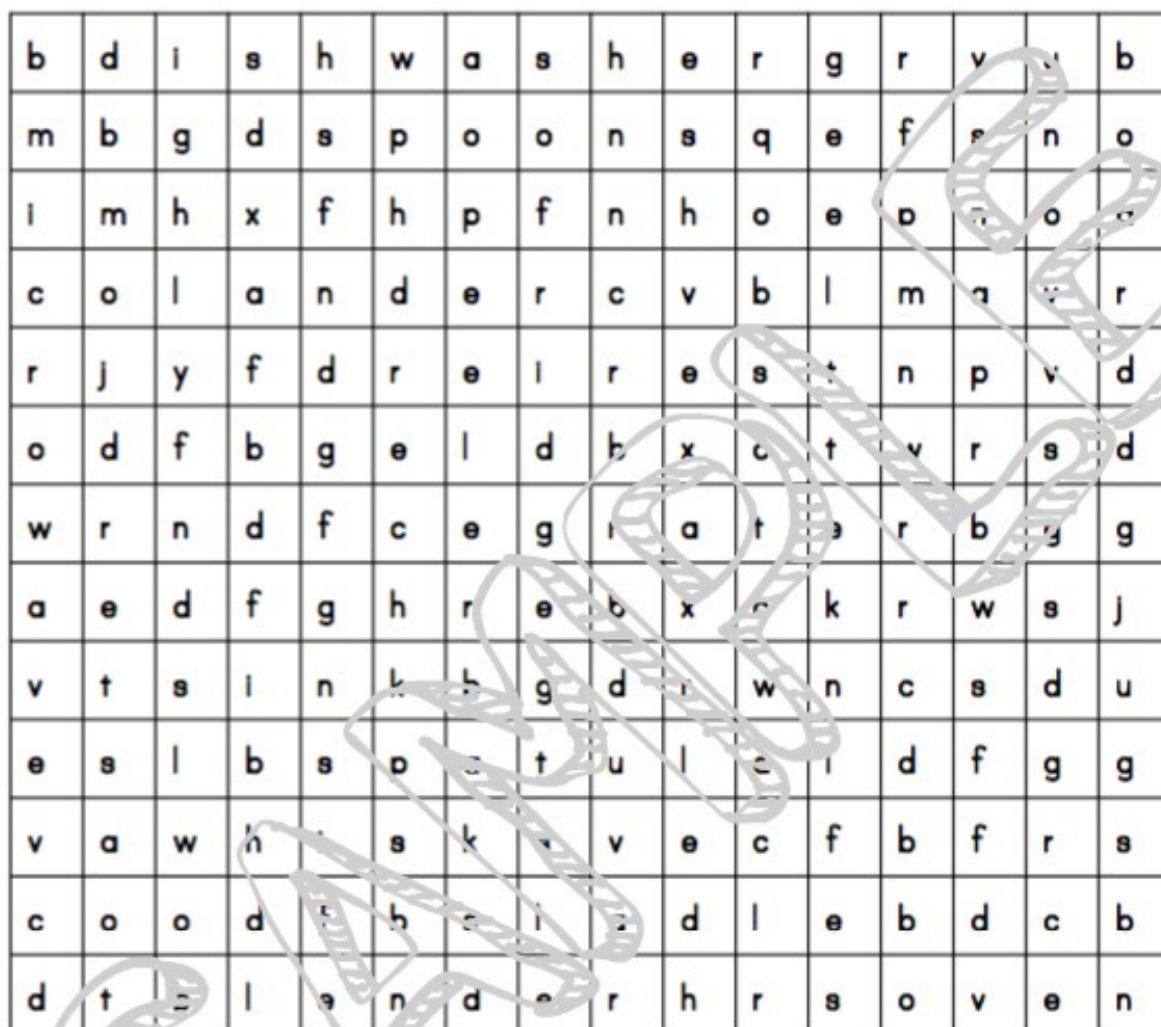 b d i s h w a s h e r g r v b
m b g d s p o o n s q e f s n o
i m h x f h p f n h o e p o
c o l a n d e r c v b l m a r
r j y f d r e i r e s t n p v d
o d f b g e l d b x t v r s d
w r n d f c e g r a t e r b g g
a e d f g h r e b x k r w s j
v t s i n k h g d w n c s d u
e s l b s p a t u l a d f g g
v a w h i s k v e c f b f r s
c o o d b i d l e b d c b
d t l e n d e r h r s o v e n
SAMPLE